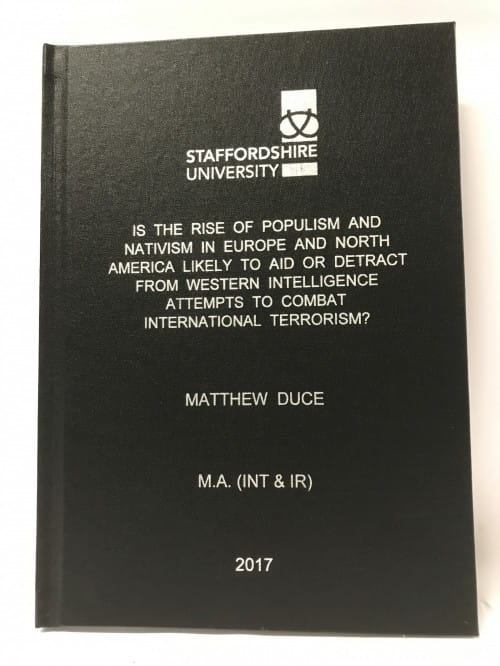 STAFFORDSHIRE
UNIVERSITY
IS THE RISE OF POPULISM AND
NATIVISM IN EUROPE AND NORTH
AMERICA LIKELY TO AID OR DETRACT
FROM WESTERN INTELLIGENCE
ATTEMPTS TO COMBAT
INTERNATIONAL TERRORISM?
MATTHEW DUCE
M.A. (INT & IR)
2017